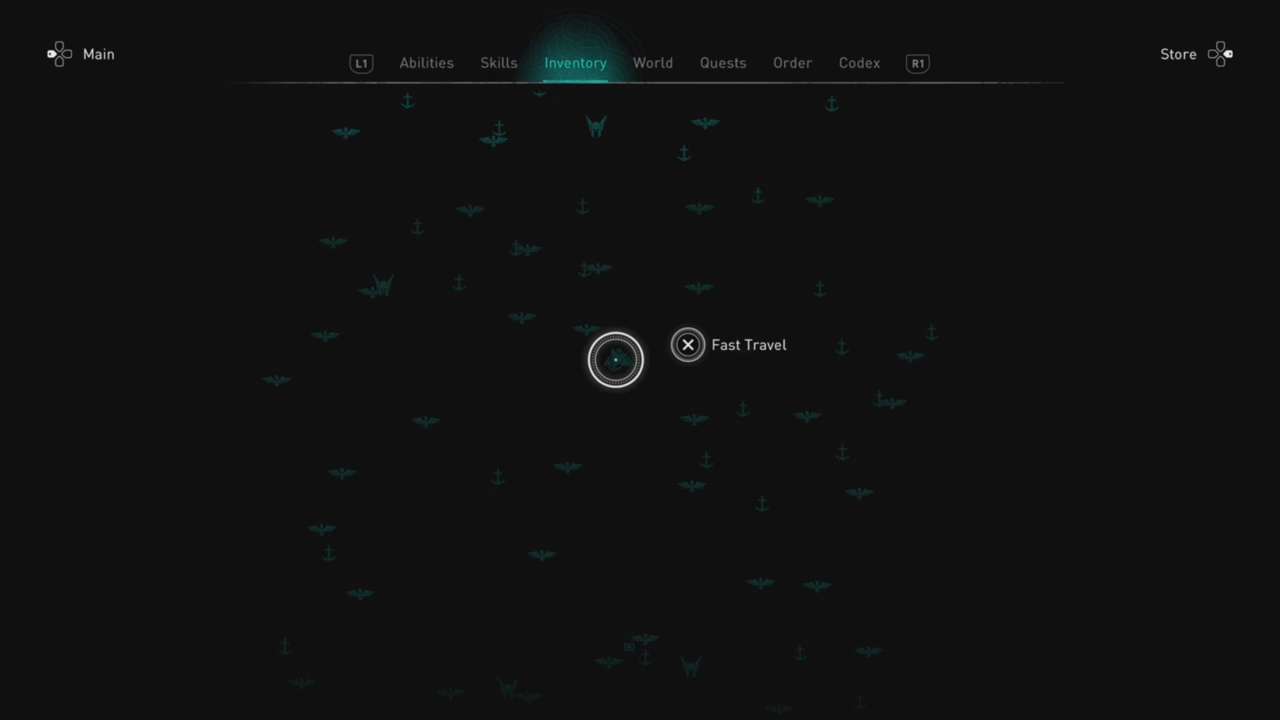 Main
L1 Abilities Skills Inventory World Quests Order Codex R1
Store
Fast Travel